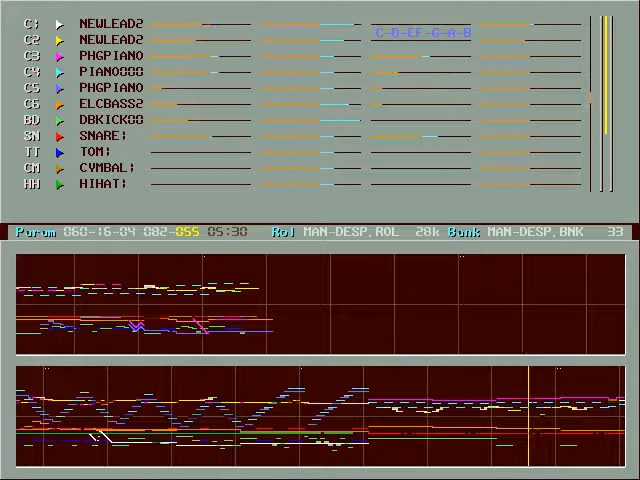 C1 NEWLEAD2
C-D-EF-G-A-B
C2 NEWLEAD2
C3 PHGPIANO
C4 PIANO000
C5 PHGPIANO
C6 ELCBASS2
BD DBKICK00
SN SNARE1
TT TOM1
CM CYMBAL1
HH HIHAT1
Param 060-16-04 082-055 05:30 Rol MAN-DESP.ROL 28k Bank MAN-DESP.BNK 33